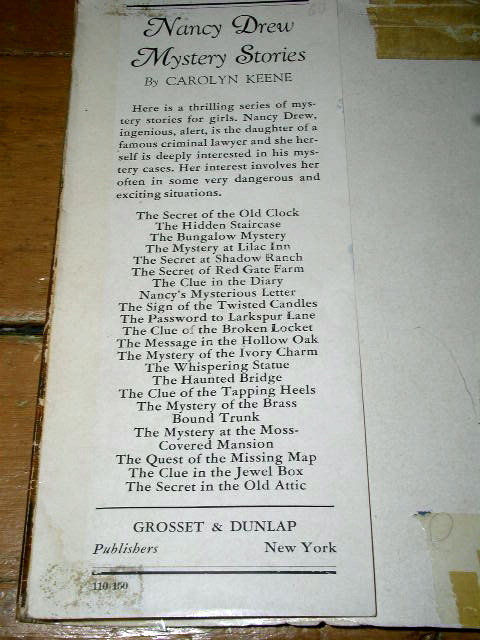 Nancy Drew
Mystery Stories
By CAROLYN KEENE
Here is a thrilling series of mys-
tery stories for girls. Nancy Drew,
ingenious, alert, is the daughter of a
famous criminal lawyer and she her-
self is deeply interested in his mys-
tery cases. Her interest involves her
often in some very dangerous and
exciting situations.
The Secret of the Old Clock
The Hidden Staircase
The Bungalow Mystery
The Mystery at Lilac Inn
The Secret at Shadow Ranch
The Secret of Red Gate Farm
The Clue in the Diary
Nancy's Mysterious Letter
The Sign of the Twisted Candles
The Password to Larkspur Lane
The Clue of the Broken Locket
The Message in the Hollow Oak
The Mystery of the Ivory Charm
The Whispering Statue
The Haunted Bridge
The Clue of the Tapping Heels
The Mystery of the Brass
Bound Trunk
The Mystery at the Moss-
Covered Mansion
The Quest of the Missing Map
The Clue in the Jewel Box
The Secret in the Old Attic
GROSSET & DUNLAP
Publishers New York
110-150